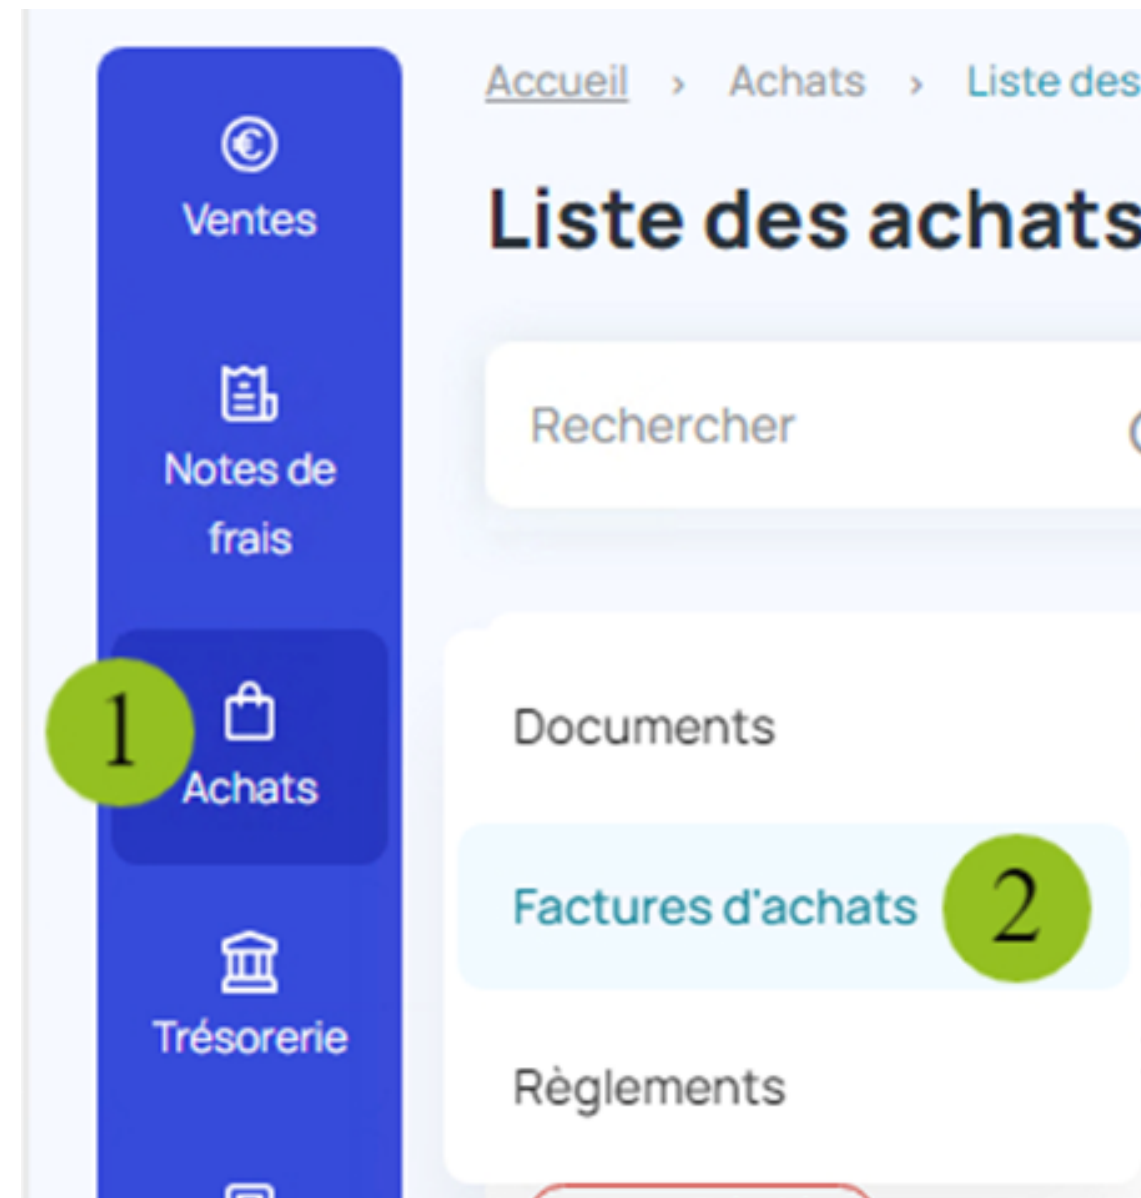 Accueil > Achats > Liste des
Liste des achats
Rechercher
Ventes
Notes de
frais
1
Achats
Trésorerie
Documents
Factures d'achats 2
Règlements